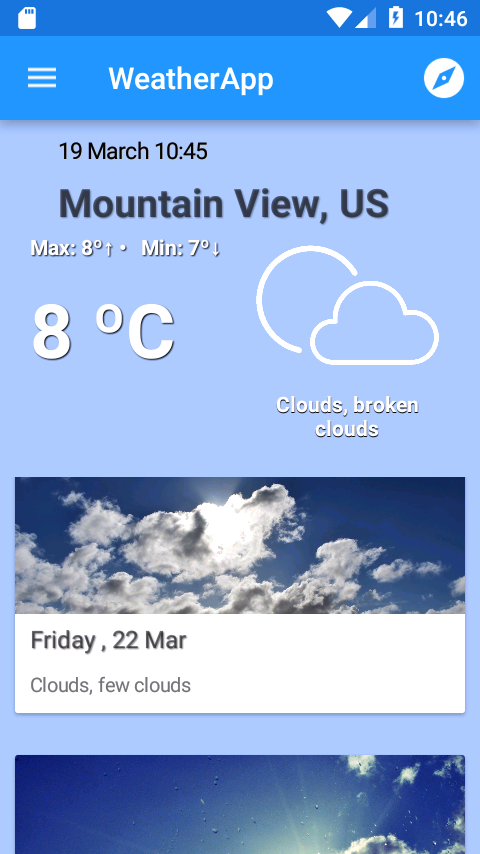 10:46
WeatherApp
19 March 10:45
Mountain View, US
Max: 8º↑ •  Min: 7º↓
8 ºC
Clouds, broken
clouds
Friday , 22 Mar
Clouds, few clouds